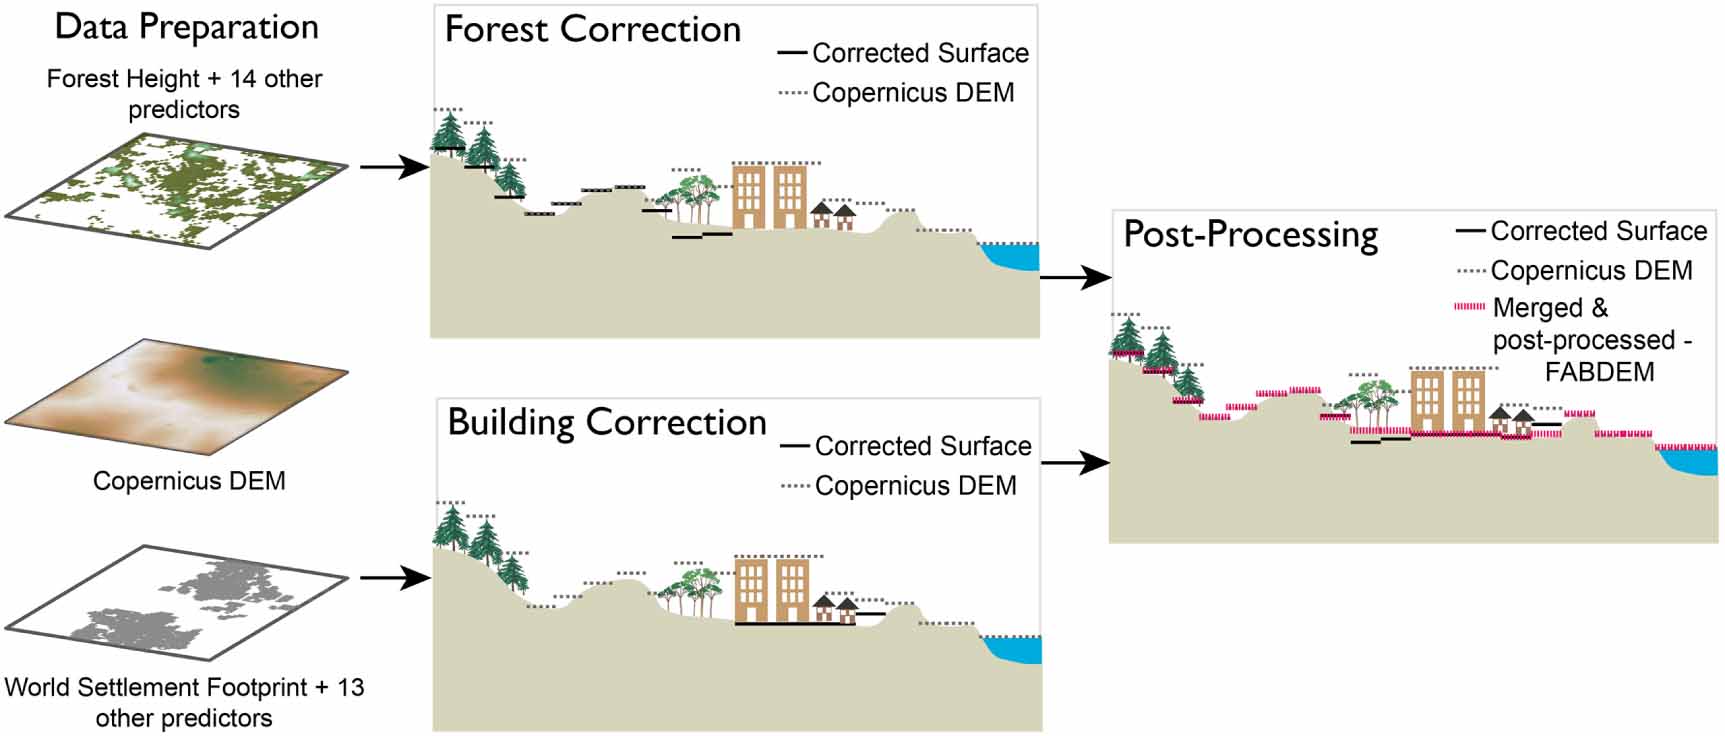 Data Preparation
Forest Height + 14 other
predictors
Copernicus DEM
World Settlement Footprint + 13
other predictors
Forest Correction
Corrected Surface
Copernicus DEM
Building Correction
Corrected Surface
Copernicus DEM
Post-Processing
Corrected Surface
Copernicus DEM
Merged &
post-processed -
FABDEM